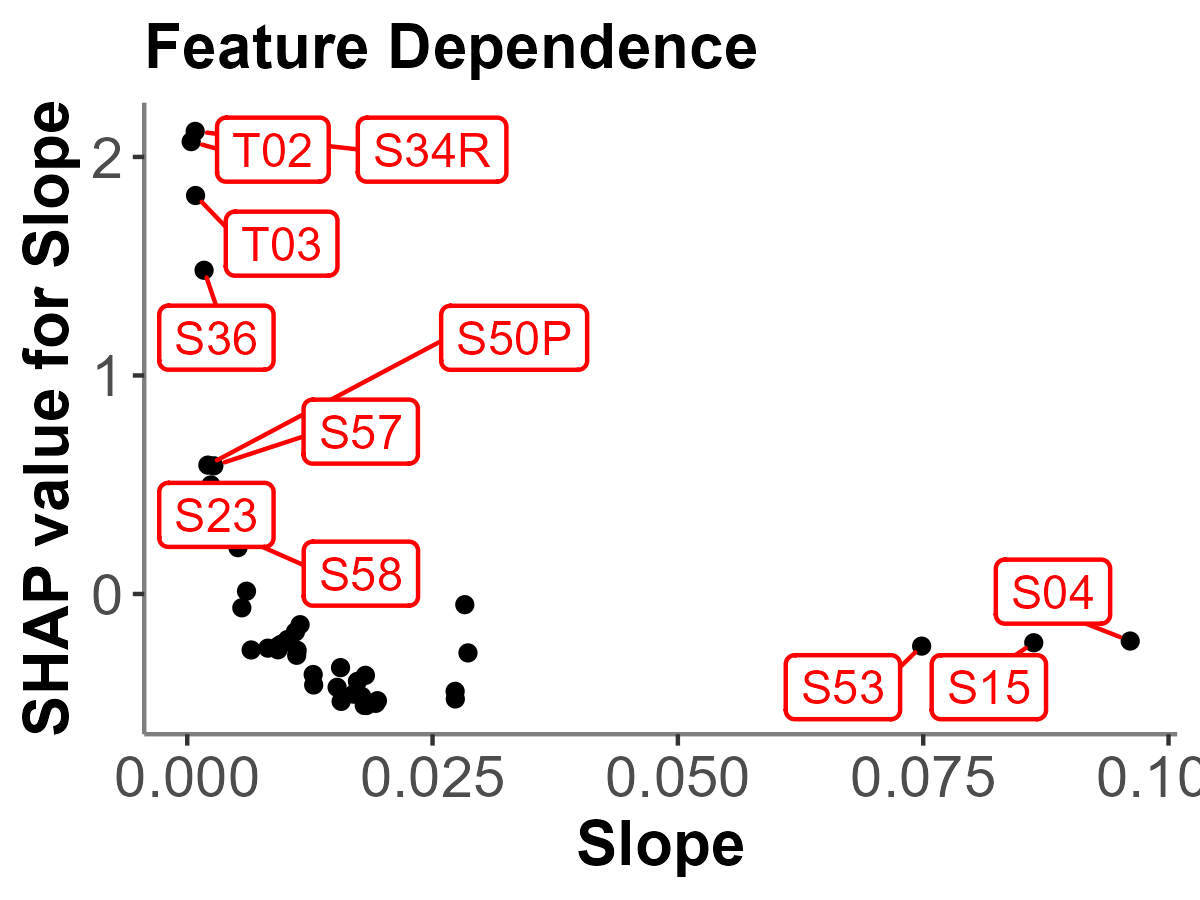 Feature Dependence
SHAP value for Slope
2
1
0
T02
S34R
T03
S36
S50P
S57
S23
S58
S04
S53
S15
0.000
0.025
0.050
0.075
0.10
Slope